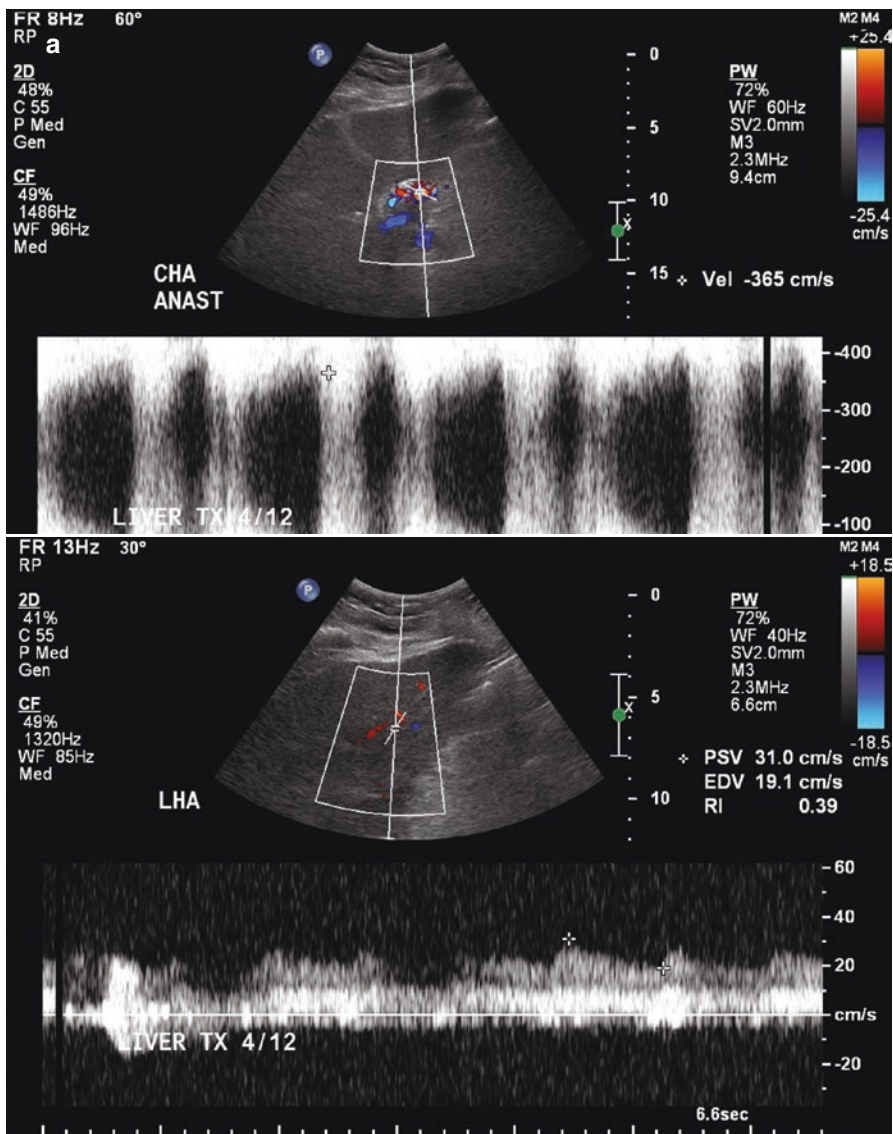 FR 8Hz 60°
RP
a
P
M2 M4
+25.4
2D
48%
C 55
P Med
Gen
CF
49%
1486Hz
WF 96Hz
Med
0
5
10
15
x
PW
72%
WF 60Hz
SV2.0mm
M3
2.3MHz
9.4cm
-25.4
cm/s
CHA
ANAST
Vel -365 cm/s
-400
-300
-200
-100
LIVER TX 4/12
FR 13Hz 30°
RP
P
M2 M4
+18.5
2D
41%
C 55
P Med
Gen
CF
49%
1320Hz
WF 85Hz
Med
0
5
10
x
PW
72%
WF 40Hz
SV2.0mm
M3
2.3MHz
6.6cm
-18.5
cm/s
PSV 31.0 cm/s
EDV 19.1 cm/s
RI 0.39
LHA
60
40
20
cm/s
-20
LIVER TX 4/12
6.6sec